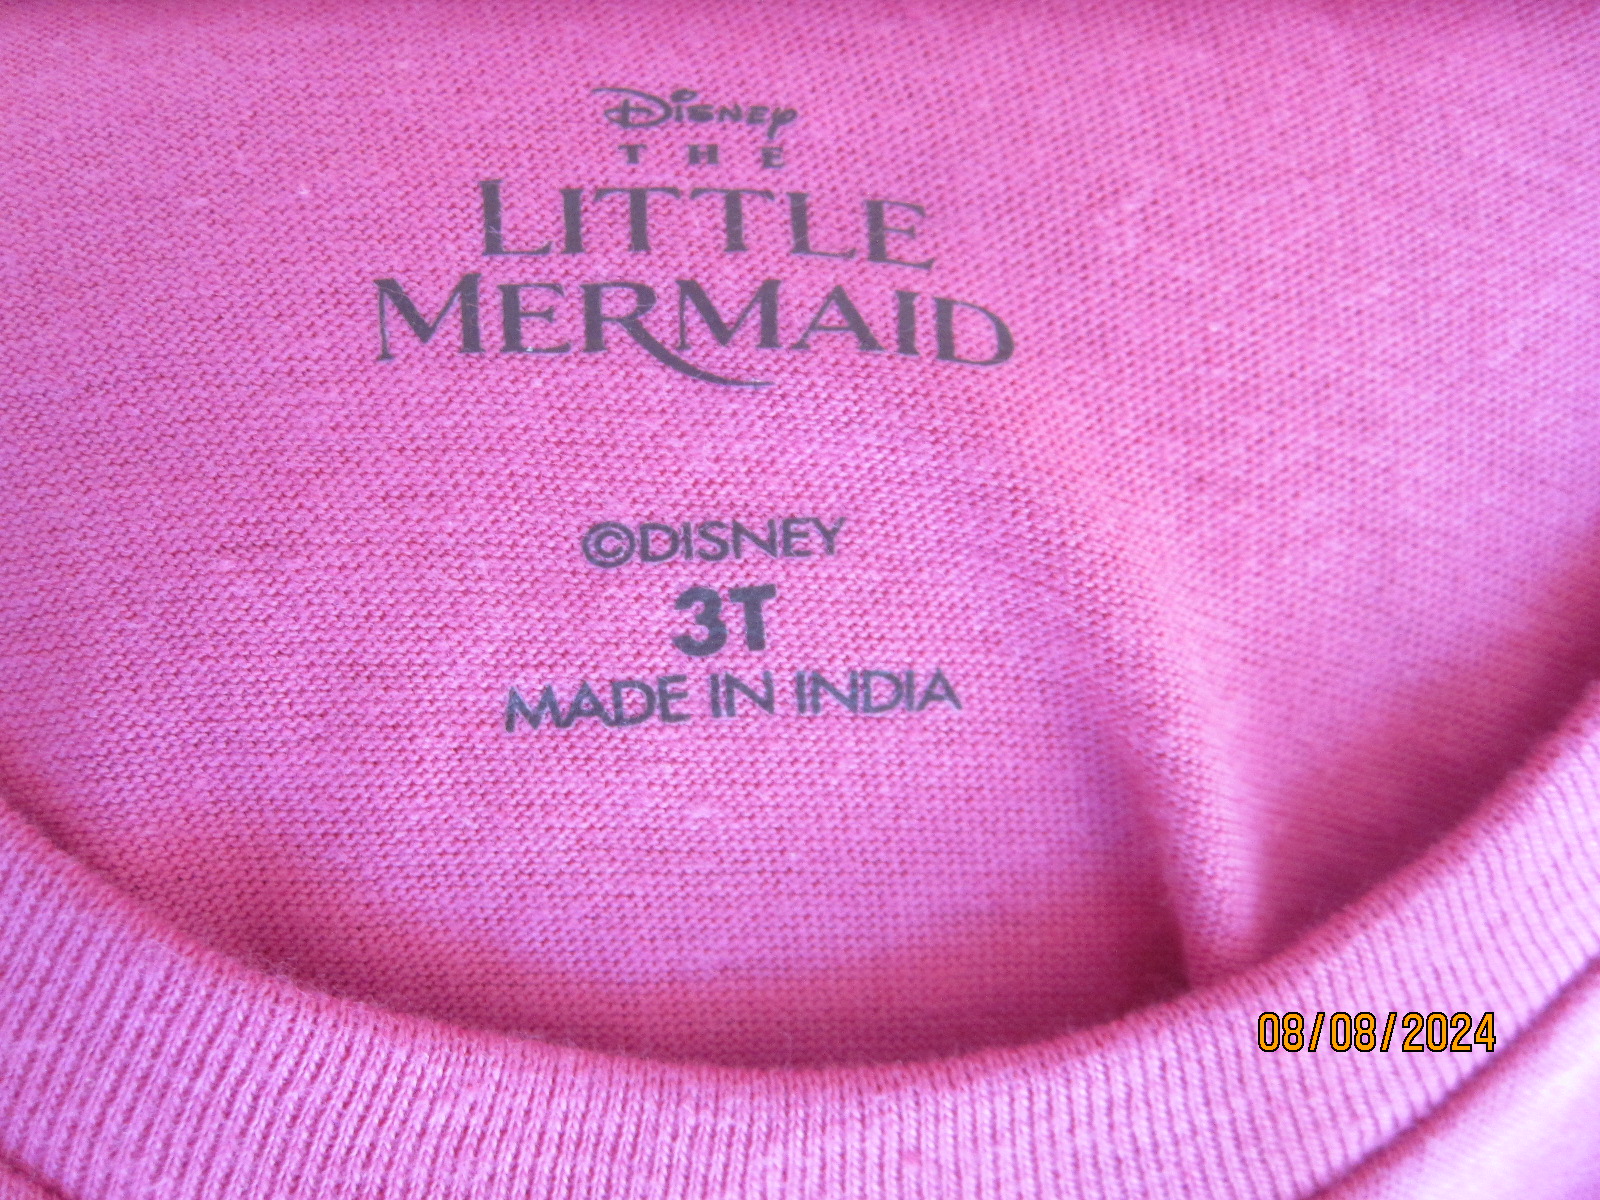 Disney
THE
LITTLE
MERMAID
©DISNEY
3T
MADE IN INDIA
08/08/2024